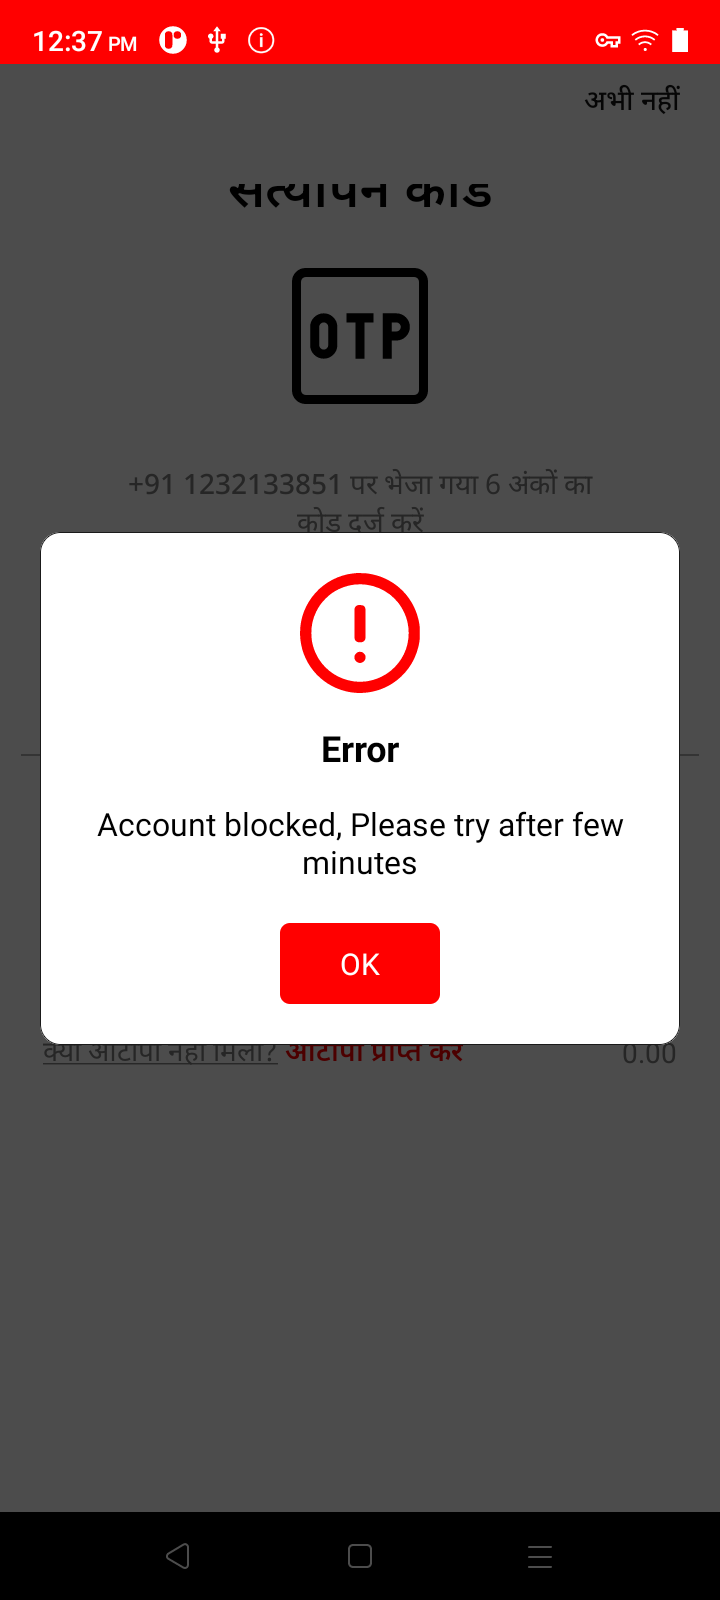 12:37 PM
अभी नहीं
सत्यापन कोड
OTP
+91 1232133851 पर भेजा गया 6 अंकों का
कोड दर्ज करें
Error
Account blocked, Please try after few
minutes
OK
क्या ओटीपी नहीं मिला? ओटीपी प्राप्त करें
0.00